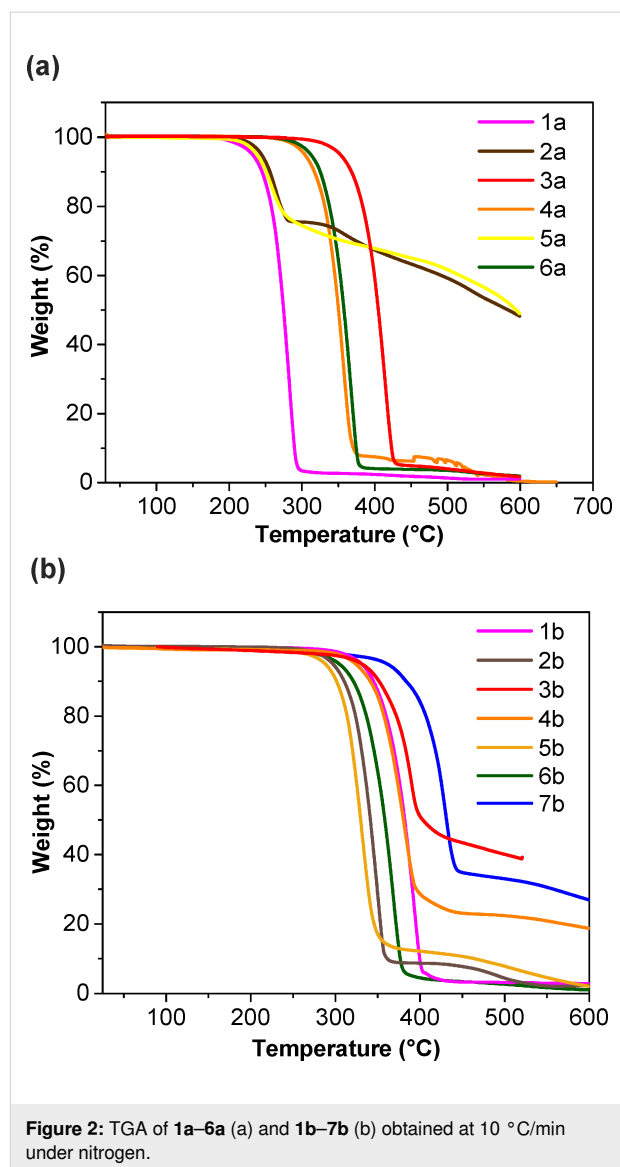 (a)
100
80
60
40
20
0
Weight (%)
1a
2a
3a
4a
5a
6a
100 200 300 400 500 600 700
Temperature (°C)
(b)
100
80
60
40
20
0
Weight (%)
1b
2b
3b
4b
5b
6b
7b
100 200 300 400 500 600
Temperature (°C)
Figure 2: TGA of 1a–6a (a) and 1b–7b (b) obtained at 10 °C/min
under nitrogen.